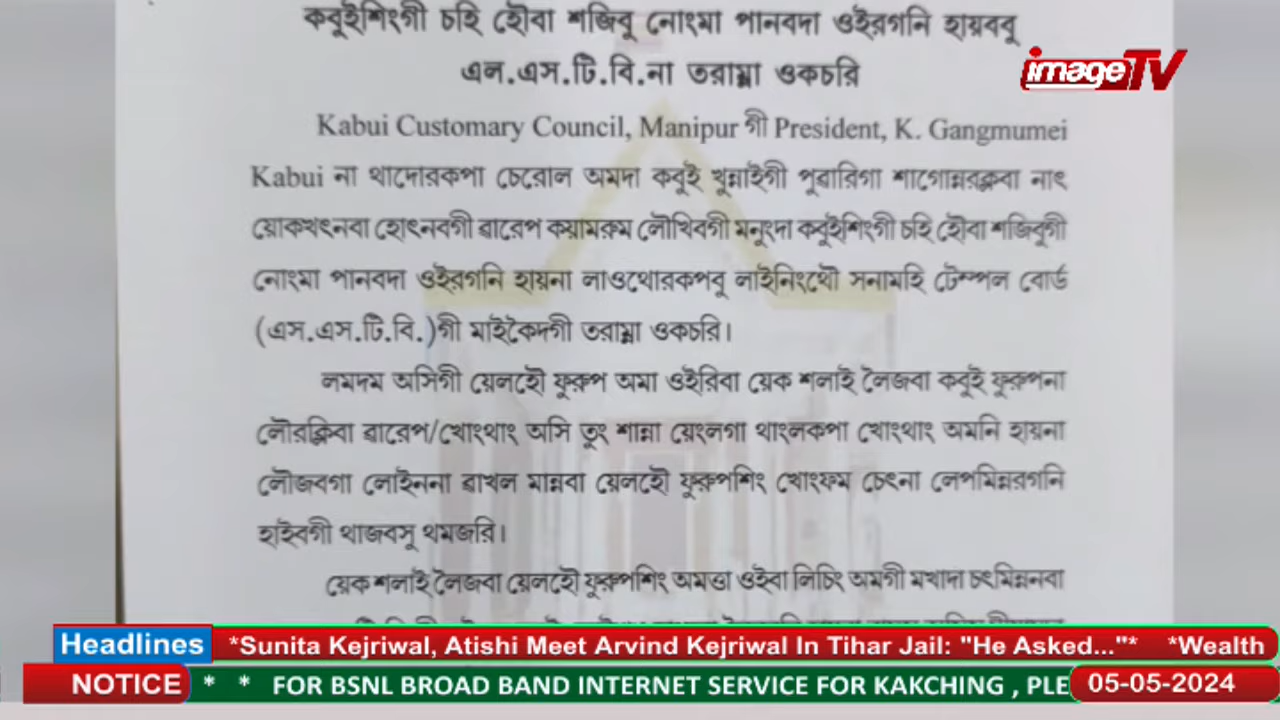 কবুইশিংগী চহি হৌবা শজিবু নোংমা পানবদা ওইরগনি হায়ববু
এল.এস.টি.বি.না তরাম্না ওকচরি
imageTV
Kabui Customary Council, Manipur গী President, K. Gangmumei
Kabui না থাদোরকপা চেরোল অমদা কবুই খুন্নাইগী পুৱারিগা শাগোন্নরক্লবা নাৎ
য়োকখৎনবা হোৎনবগী ৱারেপ কয়ামরুম লৌখিবগী মনুংদা কবুইশিংগী চহি হৌবা শজিবুগী
নোংমা পানবদা ওইরগনি হায়না লাওথোরকপবু লাইনিংথৌ সনামহি টেম্পল বোর্ড
(এস.এস.টি.বি.)গী মাইকৈদগী তরাম্না ওকচরি।
লমদম অসিগী য়েলহৌ ফুরুপ অমা ওইরিবা য়েক শলাই লৈজবা কবুই ফুরুপনা
লৌরক্লিবা ৱারেপ/খোংথাং অসি তুং শান্না য়েংলগা থাংলকপা খোংথাং অমনি হায়না
লৌজবগা লোইননা ৱাখল মান্নবা য়েলহৌ ফুরুপশিং খোংফম চেৎনা লেপমিন্নরগনি
হাইবগী থাজবসু থমজরি।
য়েক শলাই লৈজবা য়েলহৌ ফুরুপশিং অমত্তা ওইবা লিচিং অমগী মখাদা চৎমিন্ননবা
Headlines *Sunita Kejriwal, Atishi Meet Arvind Kejriwal In Tihar Jail: "He Asked..."* *Wealth
NOTICE * * FOR BSNL BROAD BAND INTERNET SERVICE FOR KAKCHING , PLE 05-05-2024